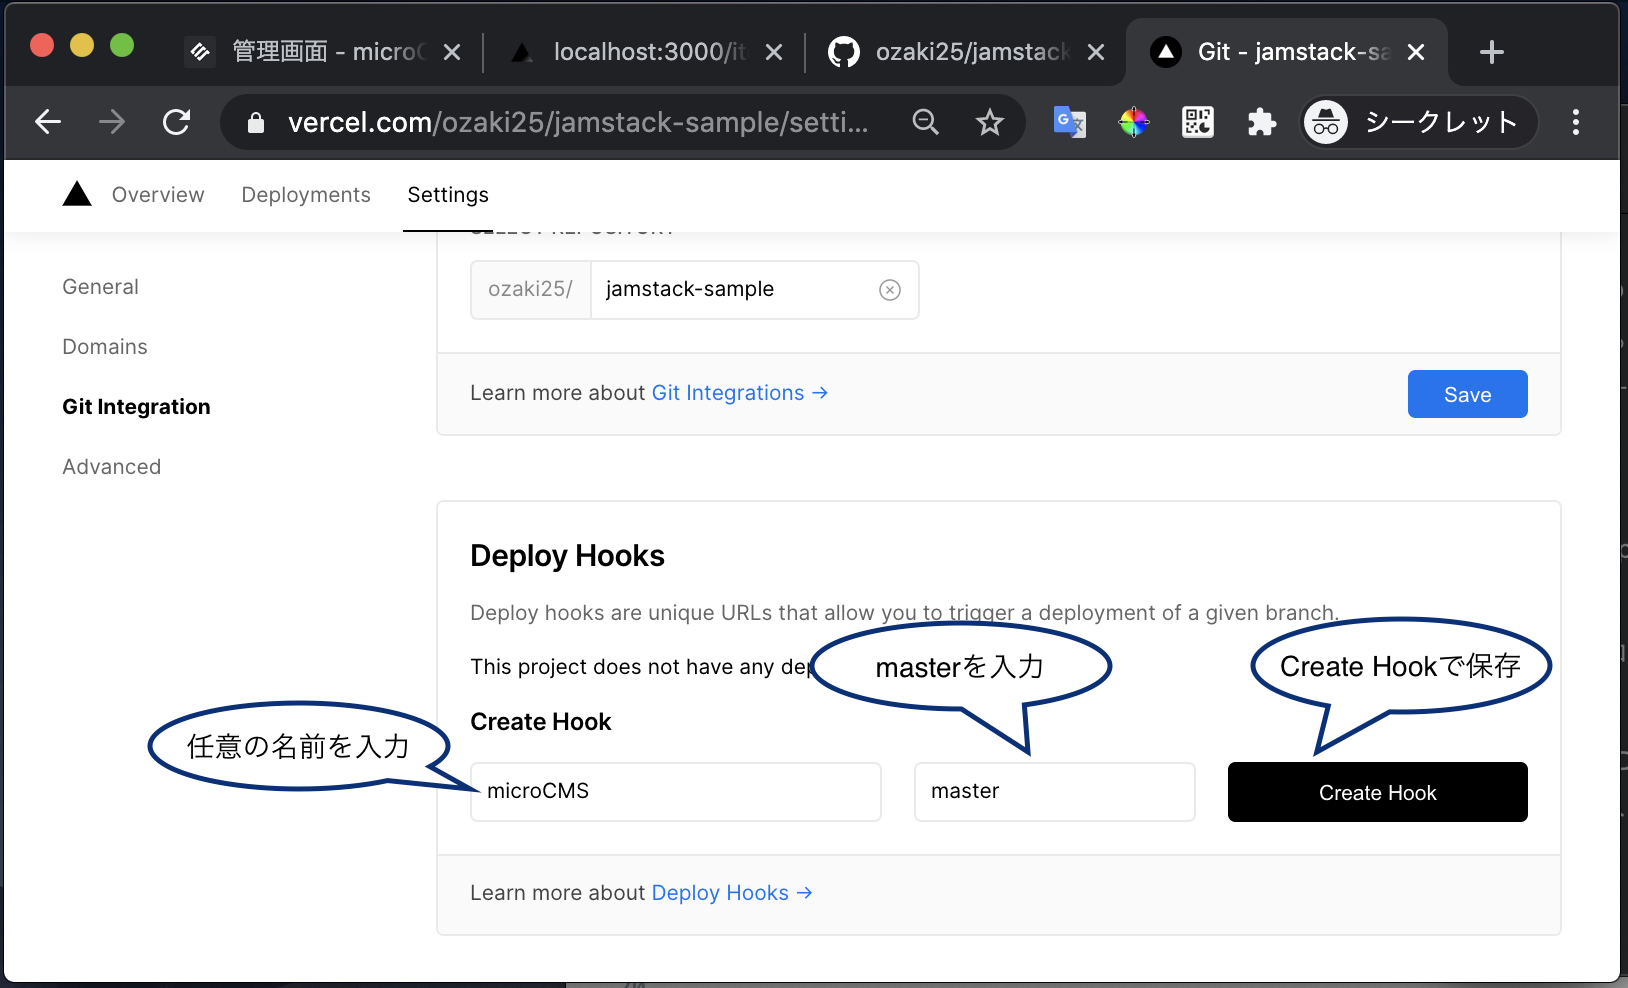 管理画面 - micro
localhost:3000/it
ozaki25/jamstack
Git - jamstack-sa
vercel.com/ozaki25/jamstack-sample/setti...
シークレット
Overview
Deployments
Settings
SELECT REPOSITORY
General
Domains
Git Integration
Advanced
ozaki25/
jamstack-sample
Learn more about Git Integrations →
Save
Deploy Hooks
Deploy hooks are unique URLs that allow you to trigger a deployment of a given branch.
This project does not have any dep
masterを入力
Create Hookで保存
Create Hook
任意の名前を入力
microCMS
master
Create Hook
Learn more about Deploy Hooks →